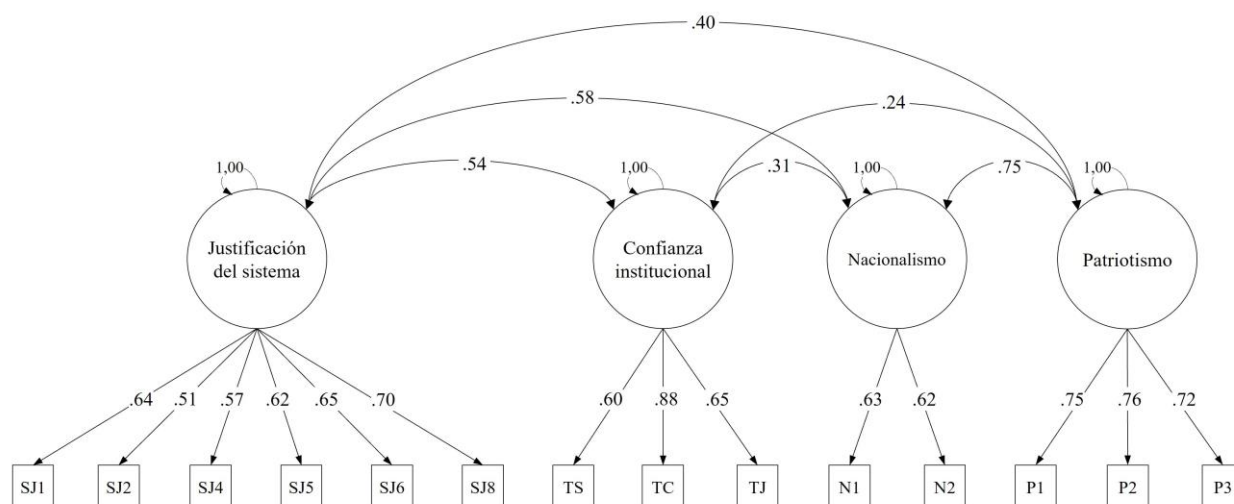 .40
.58
.24
.54
.31
.75
1,00
1,00
1,00
1,00
Justificación
del sistema
Confianza
institucional
Nacionalismo
Patriotismo
.64
.51
.57
.62
.65
.70
.60
.88
.65
.63
.62
.75
.76
.72
SJ1
SJ2
SJ4
SJ5
SJ6
SJ8
TS
TC
TJ
N1
N2
P1
P2
P3